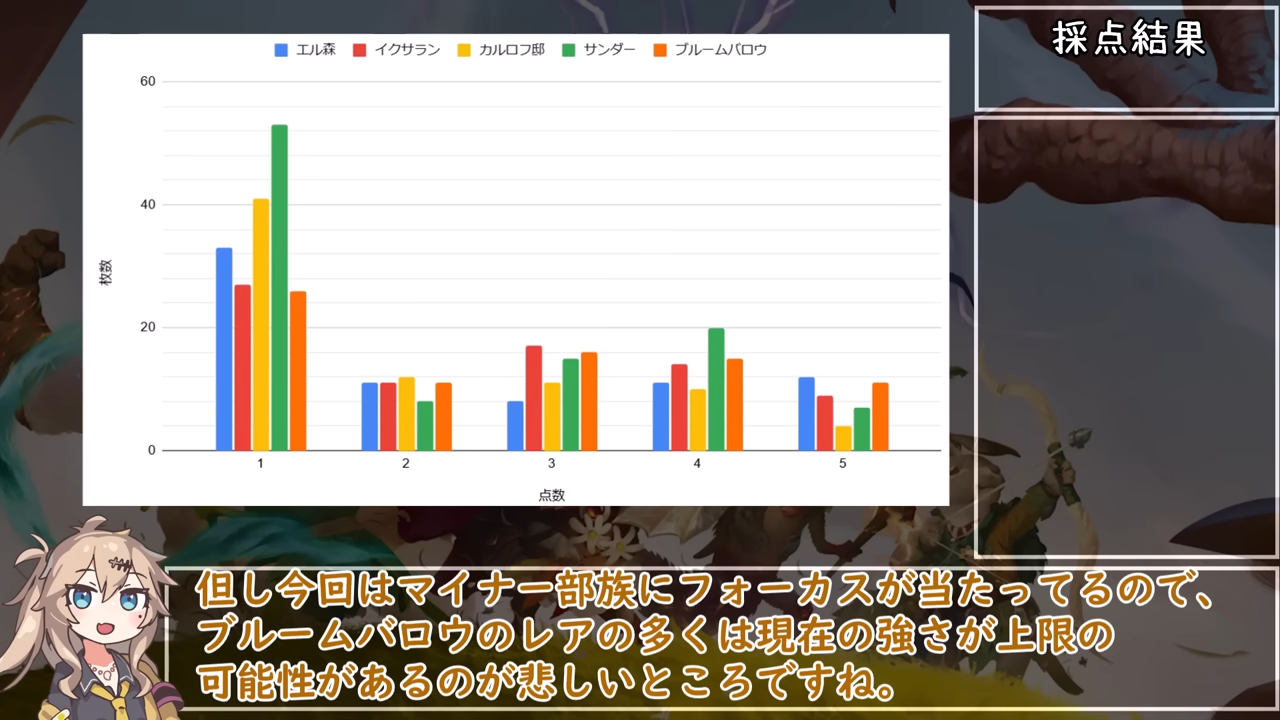 採点結果
エル森 イクサラン カルロフ邸 サンダー ブルームバロウ
60
40
20
0
枚数
1 2 3 4 5
点数
但し今回はマイナー部族にフォーカスが当たってるので、
ブルームバロウのレアの多くは現在の強さが上限の
可能性があるのが悲しいところですね。